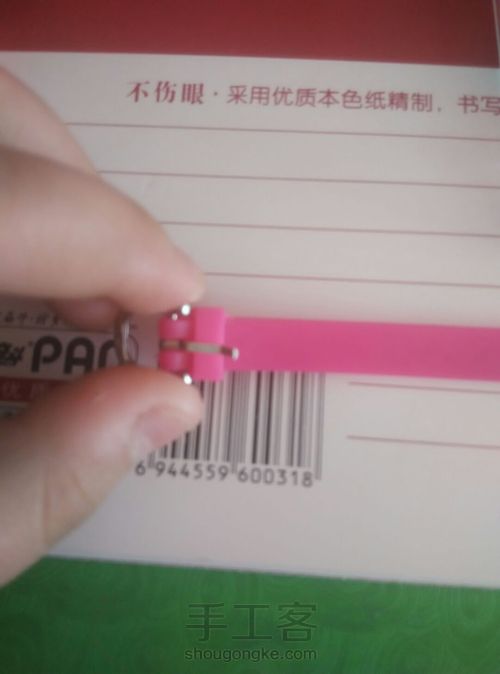 不伤眼·采用优质本色纸精制，书写
PAN
6 944559 600318
手工客
shougongke.com